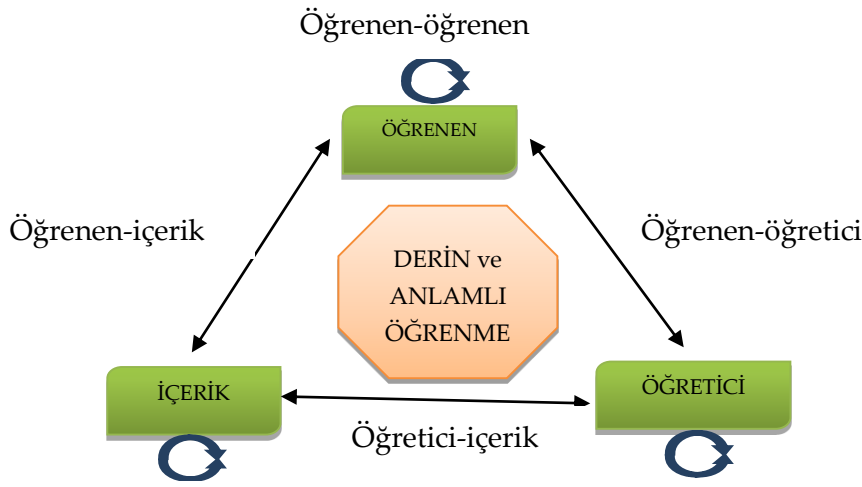 Öğrenen-öğrenen
ÖĞRENEN
Öğrenen-içerik
Öğrenen-öğretici
DERİN ve
ANLAMLI
ÖĞRENME
İÇERİK
ÖĞRETİCİ
Öğretici-içerik